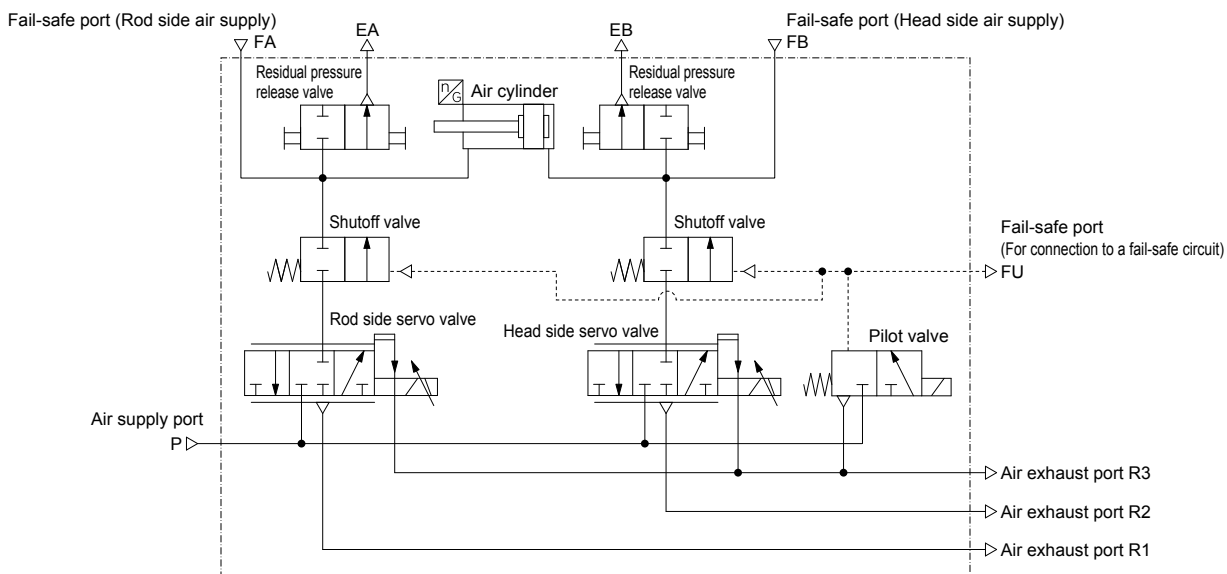 Fail-safe port (Rod side air supply)
FA
EA
EB
Fail-safe port (Head side air supply)
FB
Residual pressure
release valve
n/G
Air cylinder
Residual pressure
release valve
Shutoff valve
Shutoff valve
Fail-safe port
(For connection to a fail-safe circuit)
FU
Rod side servo valve
Head side servo valve
Pilot valve
Air supply port
P
Air exhaust port R3
Air exhaust port R2
Air exhaust port R1